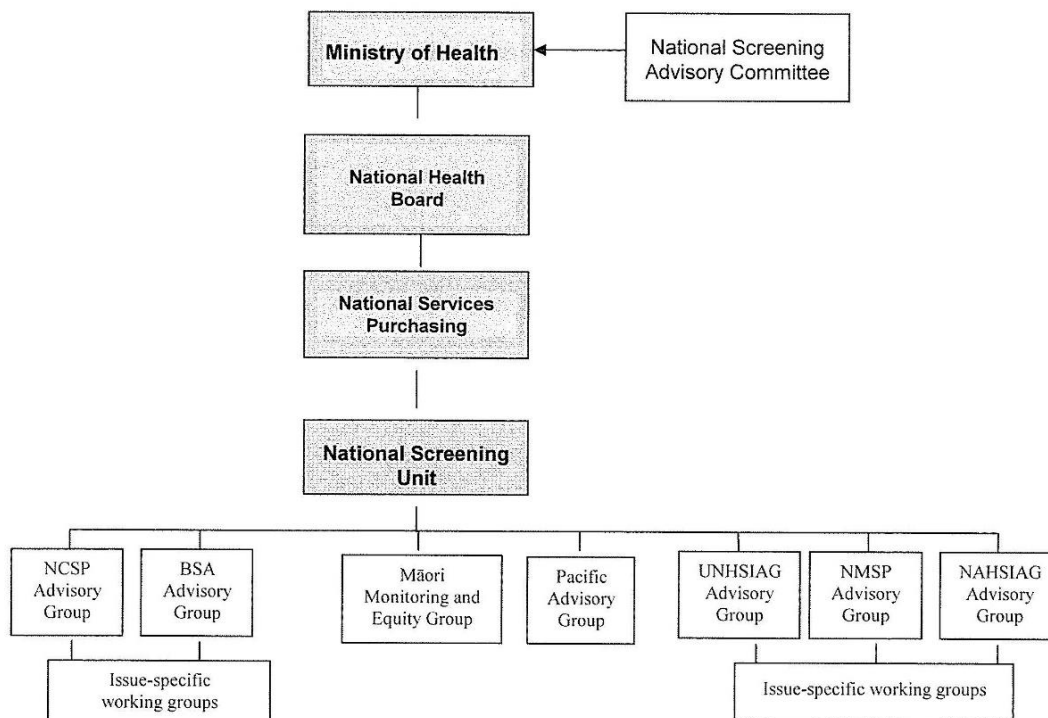 Ministry of Health
National Screening
Advisory Committee
National Health
Board
National Services
Purchasing
National Screening
Unit
NCSP
Advisory
Group
BSA
Advisory
Group
Māori
Monitoring and
Equity Group
Pacific
Advisory
Group
UNHSIAG
Advisory
Group
NMSP
Advisory
Group
NAHSIAG
Advisory
Group
Issue-specific
working groups
Issue-specific working groups